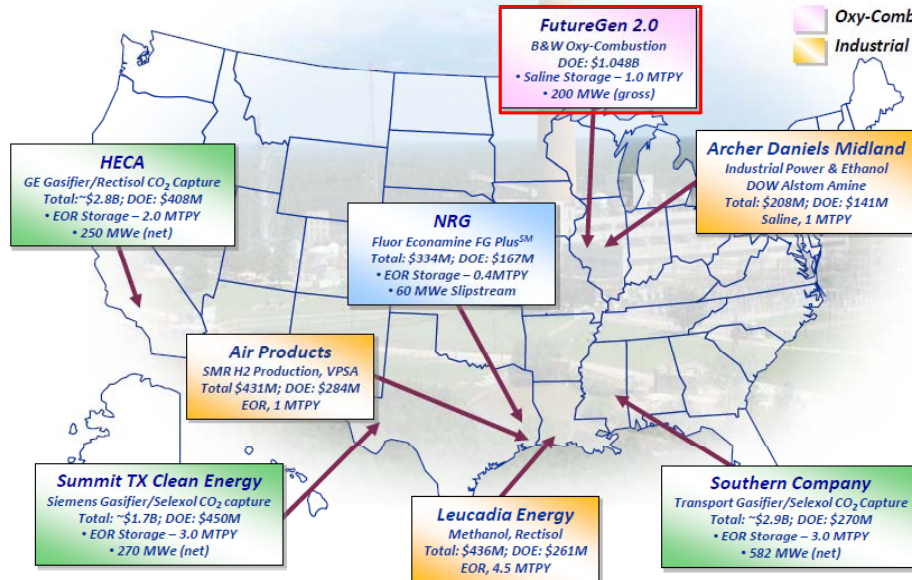 FutureGen 2.0
B&W Oxy-Combustion
DOE: $1.048B
• Saline Storage – 1.0 MTPY
• 200 MWe (gross)
Industrial
HECA
GE Gasifier/Rectisol CO₂ Capture
Total:~$2.8B; DOE: $408M
• EOR Storage – 2.0 MTPY
• 250 MWe (net)
Archer Daniels Midland
Industrial Power & Ethanol
DOW Alstom Amine
Total: $208M; DOE: $141M
Saline, 1 MTPY
NRG
Fluor Econamine FG Plus℠
Total: $334M; DOE: $167M
• EOR Storage – 0.4MTPY
• 60 MWe Slipstream
Air Products
SMR H2 Production, VPSA
Total $431M; DOE: $284M
EOR, 1 MTPY
Summit TX Clean Energy
Siemens Gasifier/Selexol CO₂ capture
Total: ~$1.7B; DOE: $450M
• EOR Storage – 3.0 MTPY
• 270 MWe (net)
Leucadia Energy
Methanol, Rectisol
Total: $436M; DOE: $261M
EOR, 4.5 MTPY
Southern Company
Transport Gasifier/Selexol CO₂ Capture
Total: ~$2.9B; DOE: $270M
• EOR Storage – 3.0 MTPY
• 582 MWe (net)